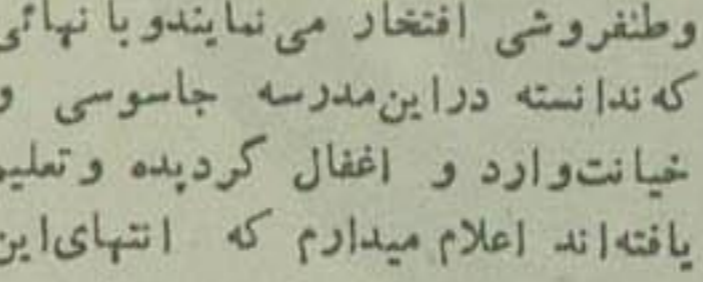 وطنفروشی افتخار می نمایندو با نهائی
که ندانسته دراین‌مدرسه جاسوسی و
خیانت‌وارد و اغفال گردیده و تعلیم
یافته‌اند اعلام میدارم که انتهای‌این